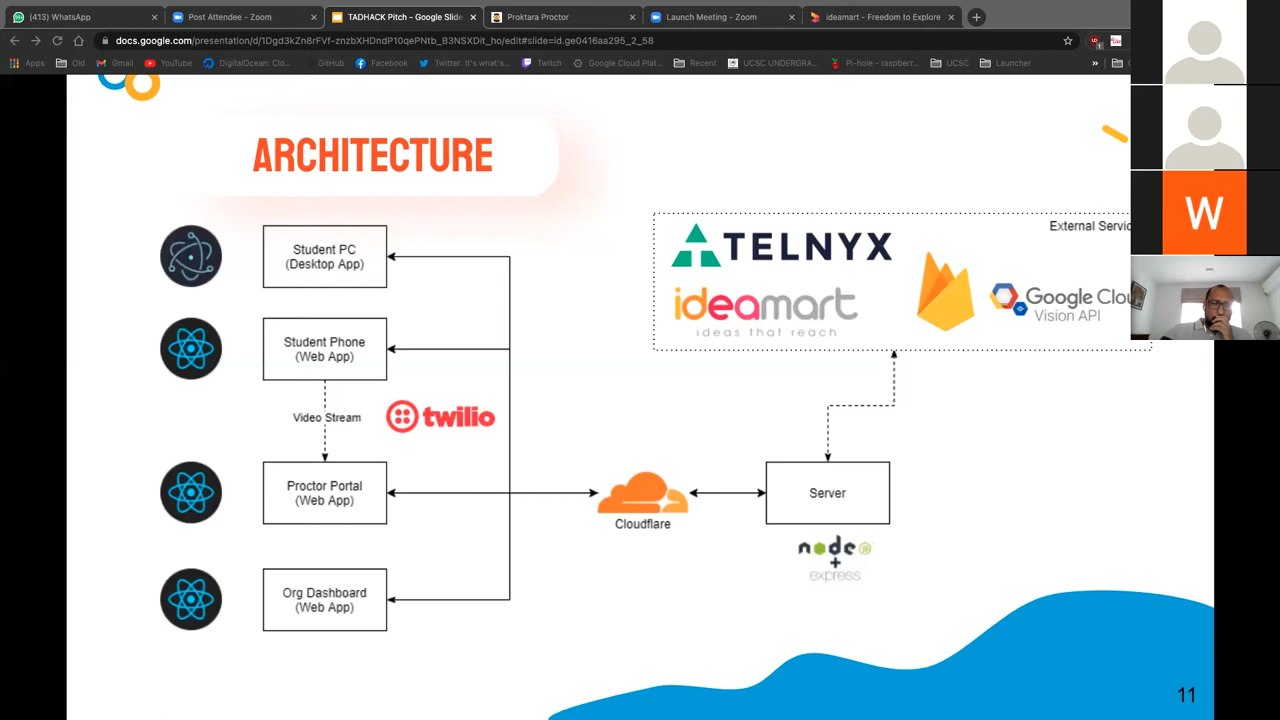 (413) WhatsApp
Post Attendee - Zoom
TADHACK Pitch - Google Slide
Proktara Proctor
Launch Meeting - Zoom
ideamart - Freedom to Explore
docs.google.com/presentation/d/1Dgd3kZn8rFVf-znzbXHDndP10qePNtb_B3NSXDit_ho/edit#slide=id.ge0416aa295_2_58
Apps
Old
Gmail
YouTube
DigitalOcean: Clo...
GitHub
Facebook
Twitter. It's what's...
Twitch
Google Cloud Plat...
Recent
UCSC UNDERGRA...
Pi-hole - raspberr...
UCSC
Launcher
»
ARCHITECTURE
Student PC
(Desktop App)
Student Phone
(Web App)
Video Stream
twilio
Proctor Portal
(Web App)
Org Dashboard
(Web App)
Cloudflare
Server
node
+
express
External Servic
TELNYX
ideamart
ideas that reach
Google Clou
Vision API
W
11